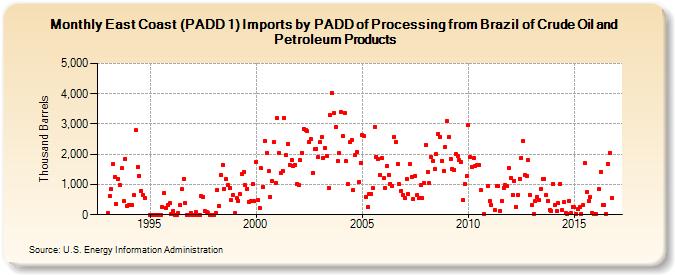 Monthly East Coast (PADD 1) Imports by PADD of Processing from Brazil of Crude Oil and
Petroleum Products
Thousand Barrels
5,000
4,000
3,000
2,000
1,000
0
1995
2000
2005
2010
2015
Source: U.S. Energy Information Administration